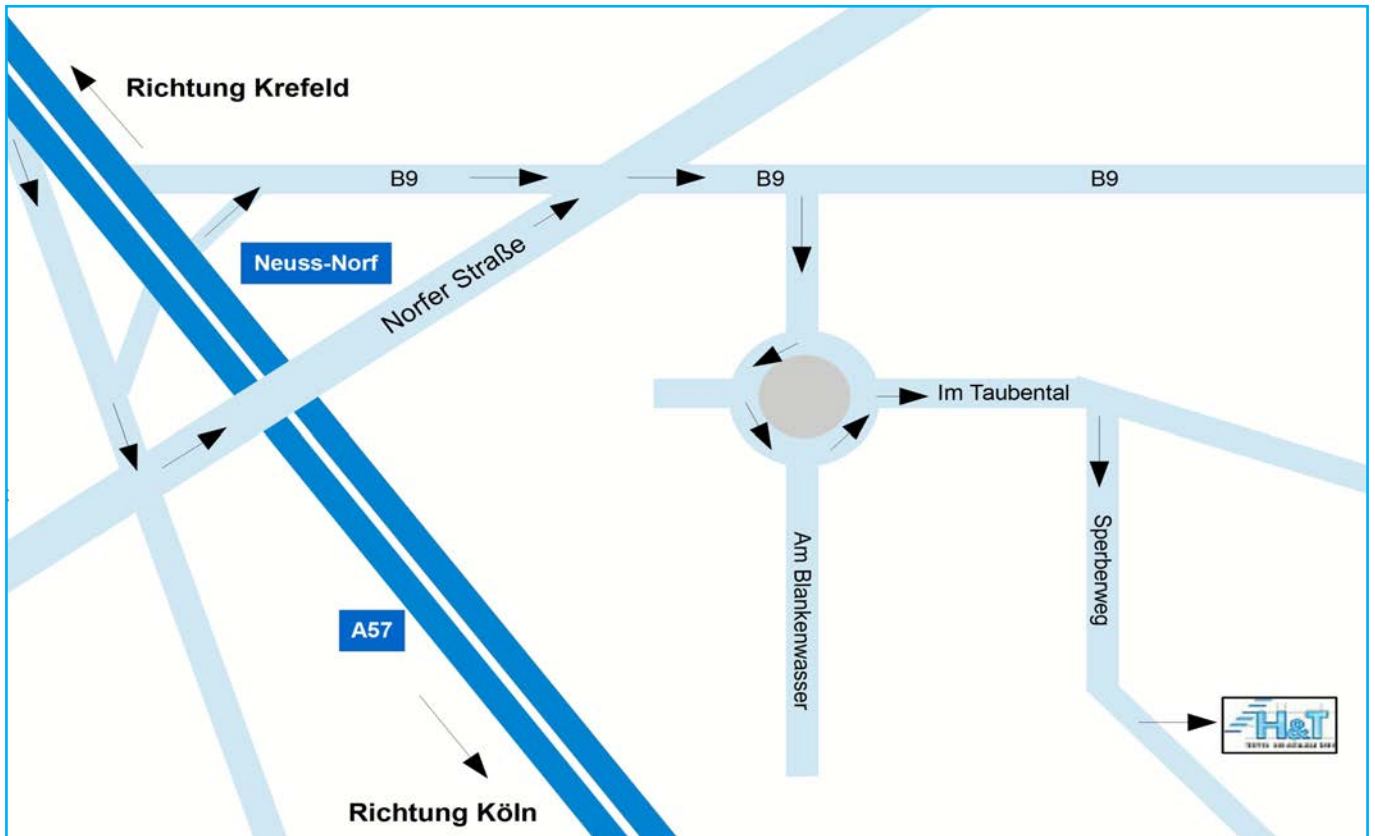 Richtung Krefeld
B9
B9
B9
Neuss-Norf
Norfer Straße
Im Taubental
Sperberweg
Am Blankenwasser
A57
H&T
Richtung Köln